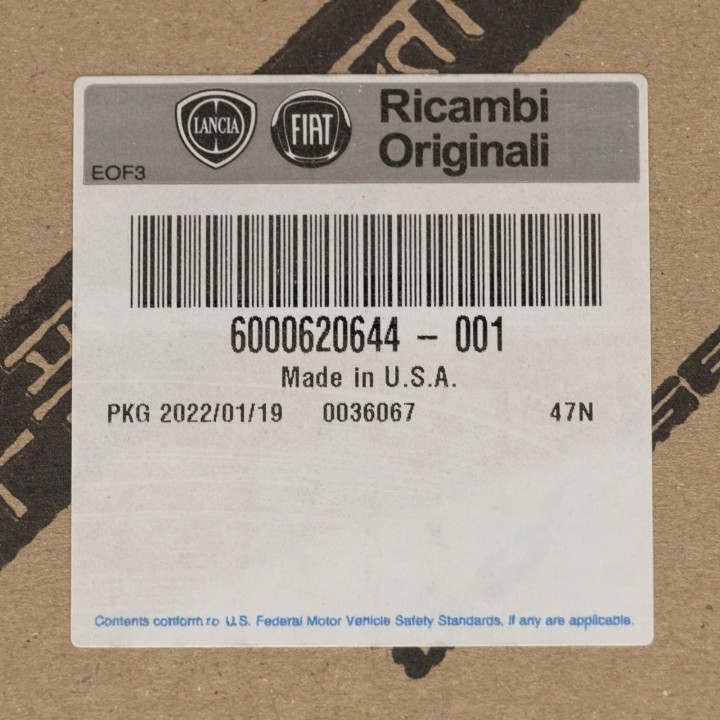 LANCIA
FIAT
Ricambi
Originali
EOF3
6000620644 - 001
Made in U.S.A.
PKG 2022/01/19 0036067 47N
Contents conform to U.S. Federal Motor Vehicle Safety Standards, if any are applicable.